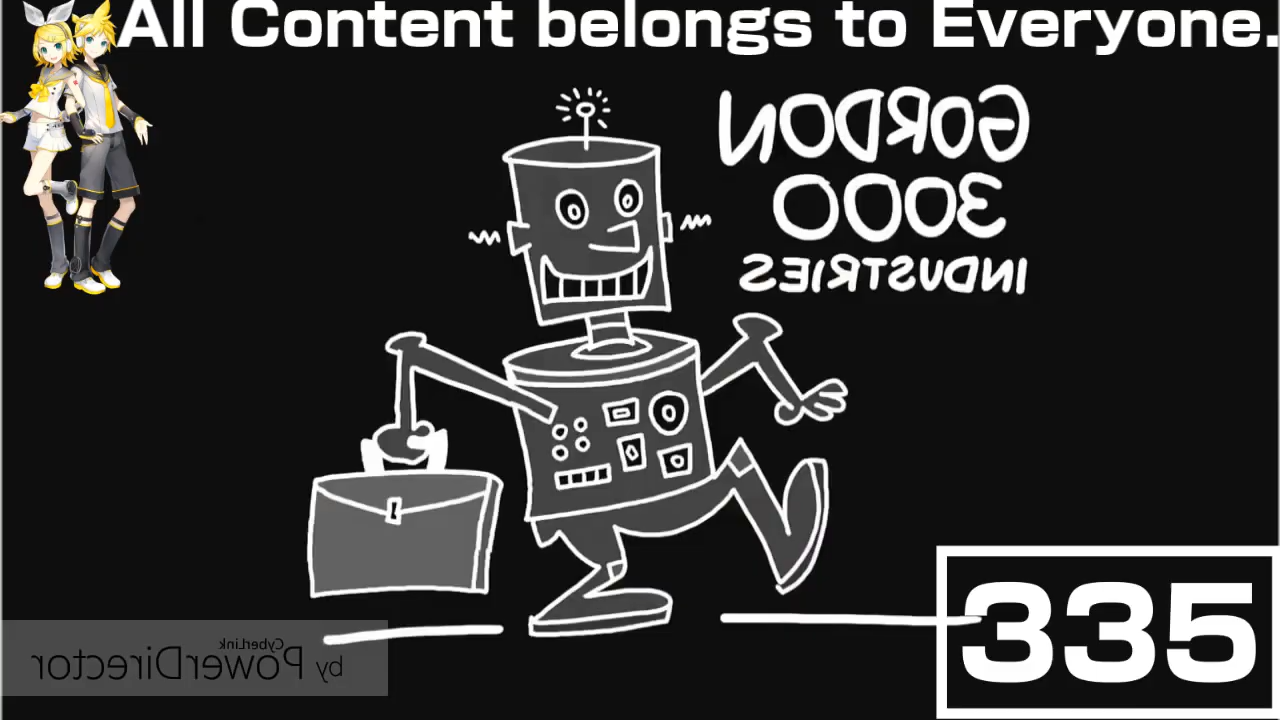 All Content belongs to Everyone.
GORDON
3000
INDUSTRIES
335
by CyberLink
PowerDirector